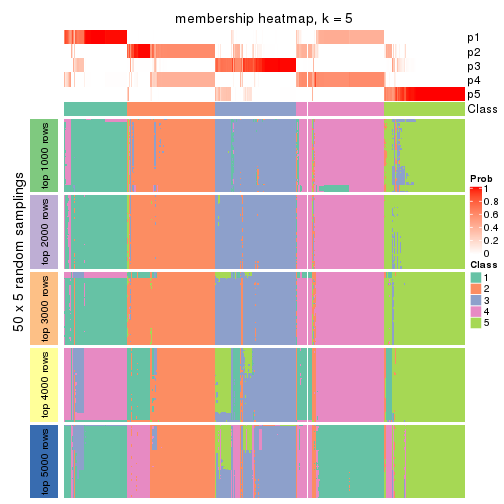 membership heatmap, k = 5
p1
p2
p3
p4
p5
Class
50 x 5 random samplings
top 1000 rows
top 2000 rows
top 3000 rows
top 4000 rows
top 5000 rows
Prob
1
0.8
0.6
0.4
0.2
0
Class
1
2
3
4
5